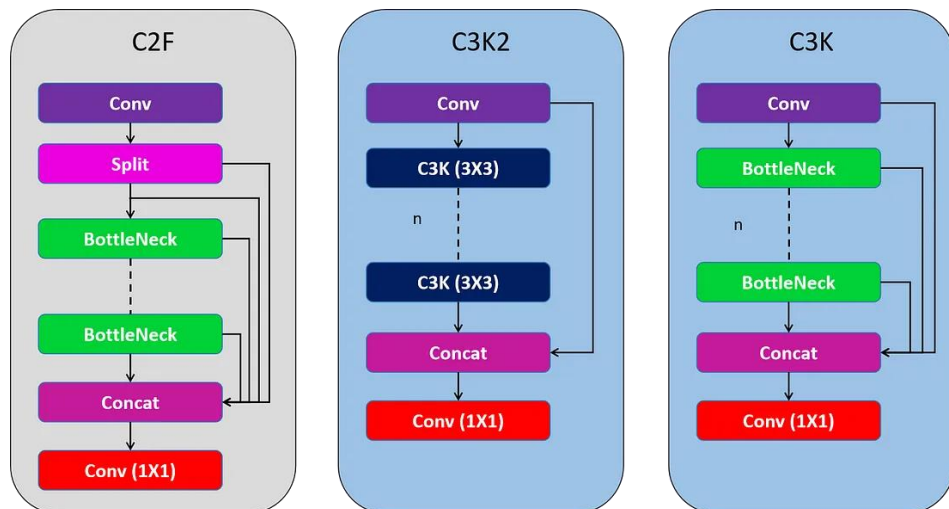 C2F
Conv
Split
BottleNeck
BottleNeck
Concat
Conv (1X1)
C3K2
Conv
C3K (3X3)
n
C3K (3X3)
Concat
Conv (1X1)
C3K
Conv
BottleNeck
n
BottleNeck
Concat
Conv (1X1)